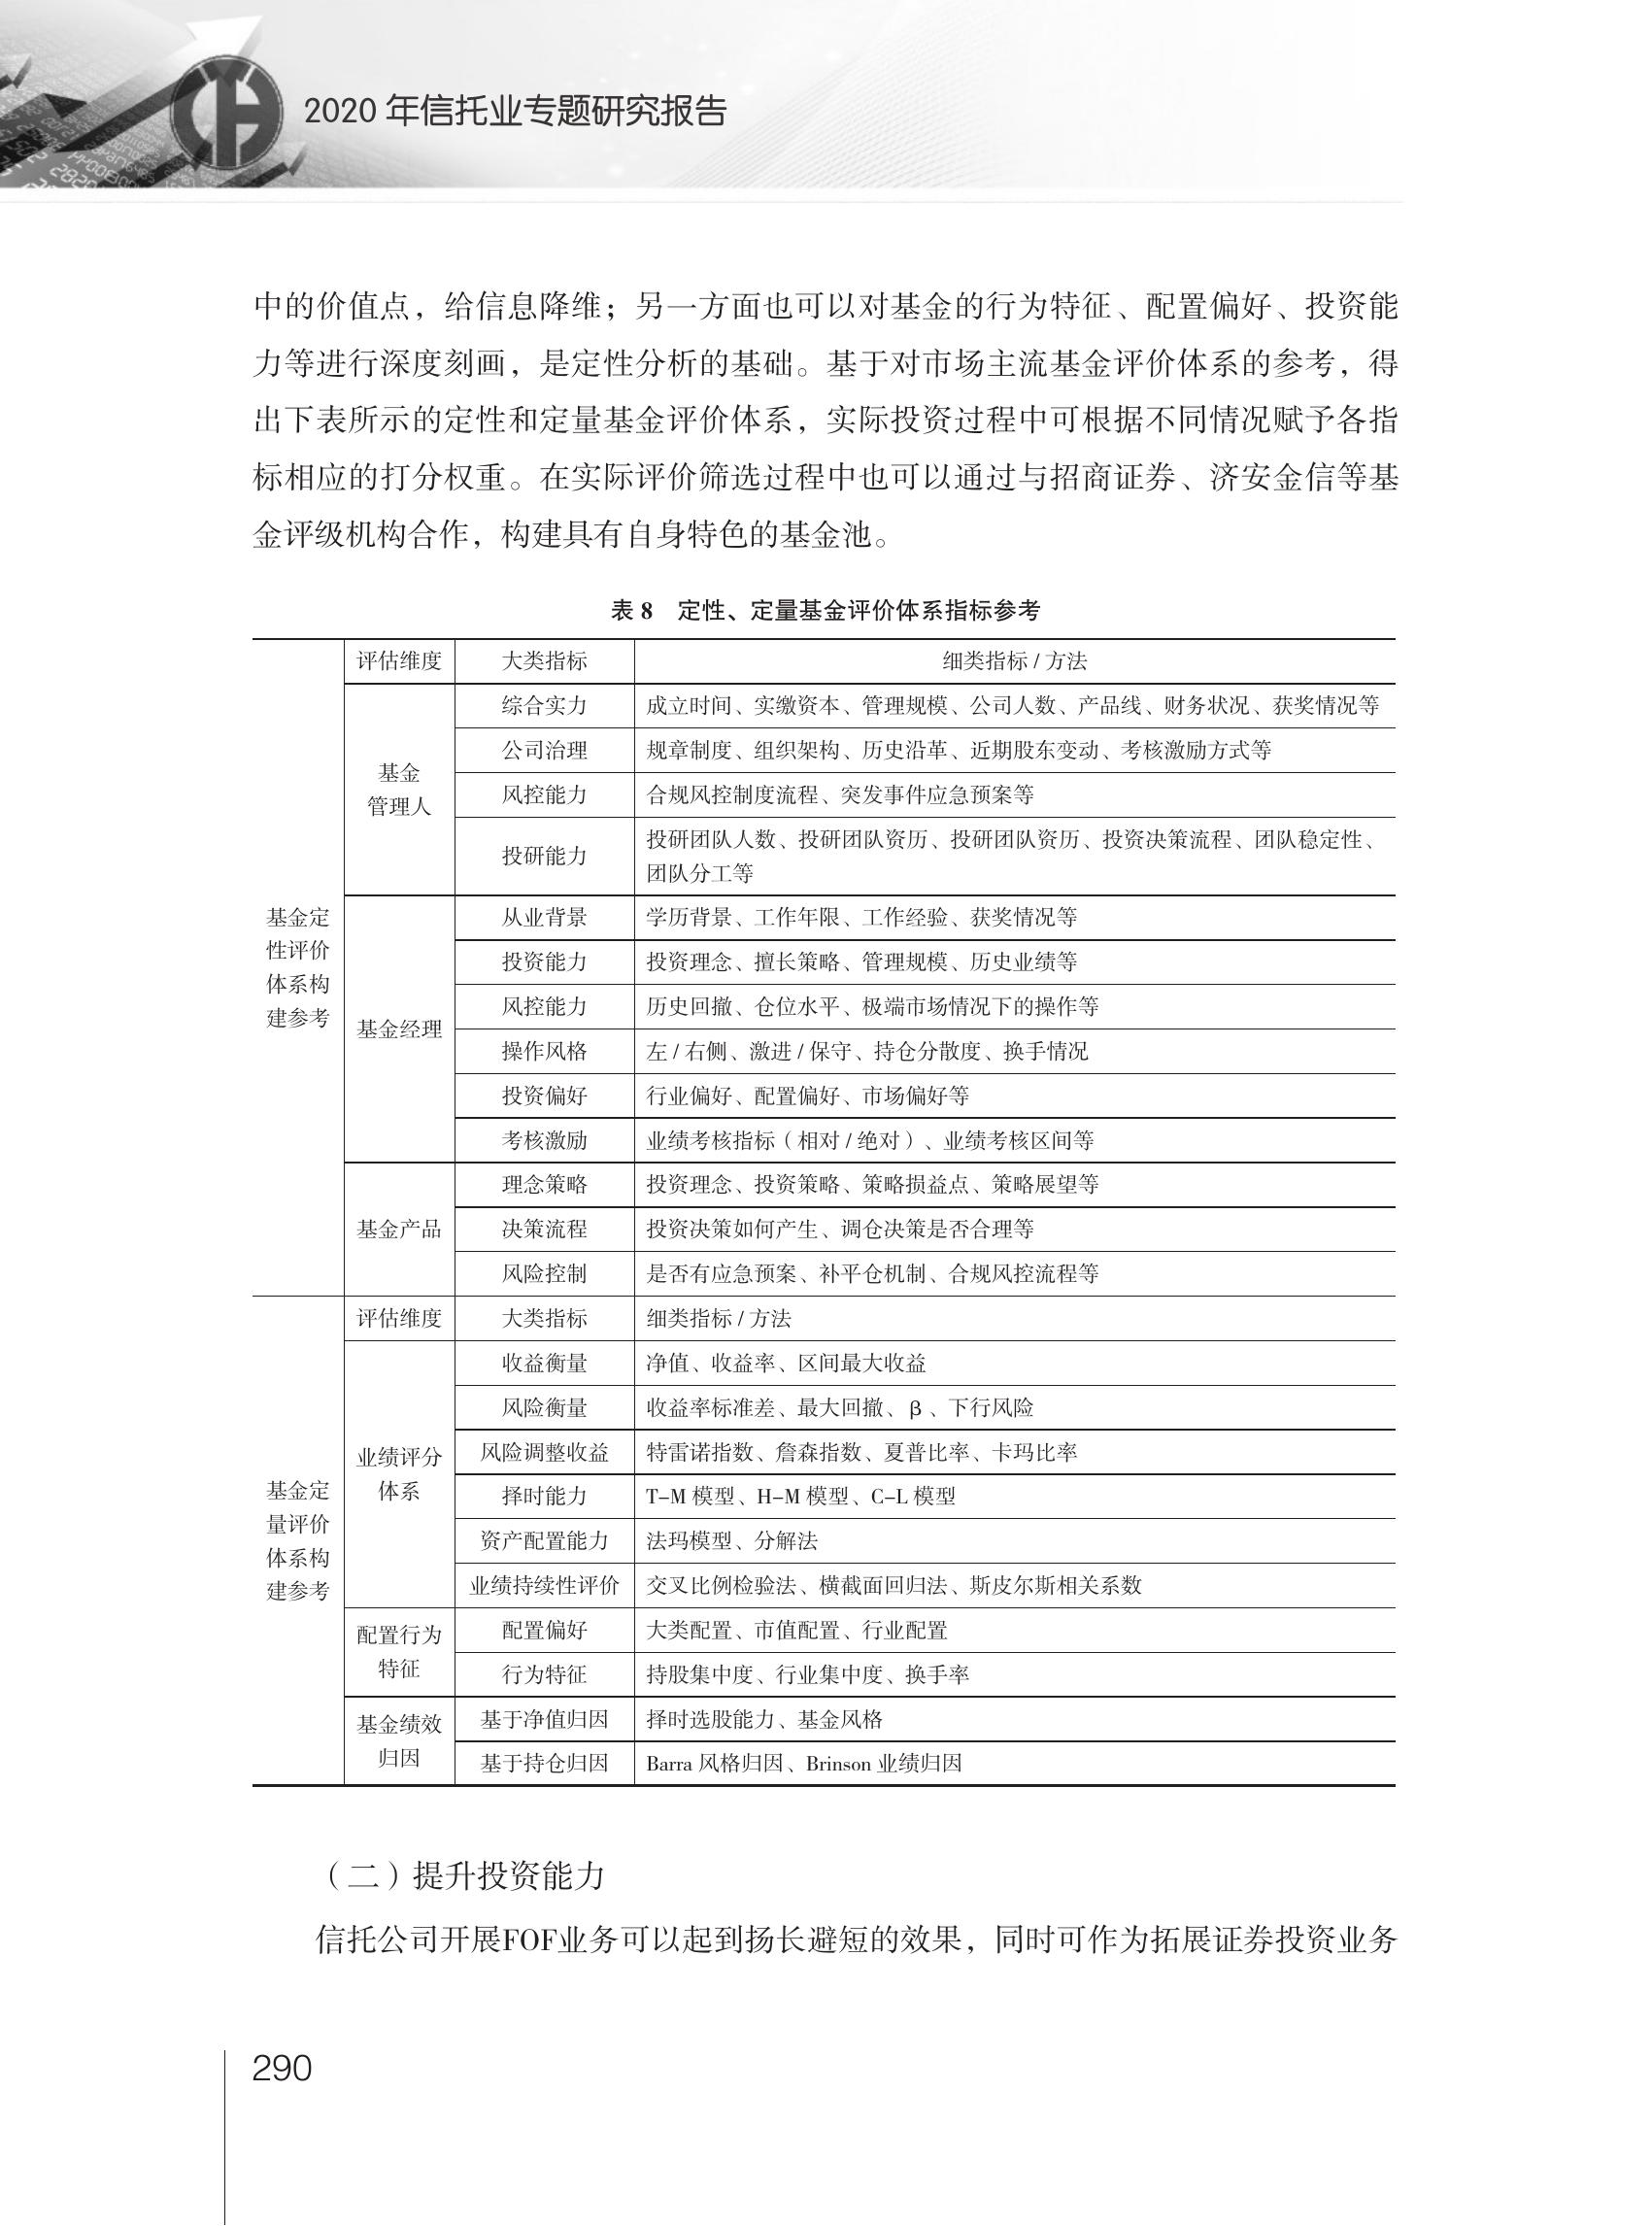 2020 年信托业专题研究报告
中的价值点，给信息降维；另一方面也可以对基金的行为特征、配置偏好、投资能
力等进行深度刻画，是定性分析的基础。基于对市场主流基金评价体系的参考，得
出下表所示的定性和定量基金评价体系，实际投资过程中可根据不同情况赋予各指
标相应的打分权重。在实际评价筛选过程中也可以通过与招商证券、济安金信等基
金评级机构合作，构建具有自身特色的基金池。
表 8 定性、定量基金评价体系指标参考
基金定
性评价
体系构
建参考
评估维度 大类指标 细类指标 / 方法
基金
管理人
综合实力 成立时间、实缴资本、管理规模、公司人数、产品线、财务状况、获奖情况等
公司治理 规章制度、组织架构、历史沿革、近期股东变动、考核激励方式等
风控能力 合规风控制度流程、突发事件应急预案等
投研能力 投研团队人数、投研团队资历、投研团队资历、投资决策流程、团队稳定性、
团队分工等
基金经理
从业背景 学历背景、工作年限、工作经验、获奖情况等
投资能力 投资理念、擅长策略、管理规模、历史业绩等
风控能力 历史回撤、仓位水平、极端市场情况下的操作等
操作风格 左 / 右侧、激进 / 保守、持仓分散度、换手情况
投资偏好 行业偏好、配置偏好、市场偏好等
考核激励 业绩考核指标（相对 / 绝对）、业绩考核区间等
基金产品
理念策略 投资理念、投资策略、策略损益点、策略展望等
决策流程 投资决策如何产生、调仓决策是否合理等
风险控制 是否有应急预案、补平仓机制、合规风控流程等
基金定
量评价
体系构
建参考
评估维度 大类指标 细类指标 / 方法
业绩评分
体系
收益衡量 净值、收益率、区间最大收益
风险衡量 收益率标准差、最大回撤、β、下行风险
风险调整收益 特雷诺指数、詹森指数、夏普比率、卡玛比率
择时能力 T–M 模型、H–M 模型、C–L 模型
资产配置能力 法玛模型、分解法
业绩持续性评价 交叉比例检验法、横截面回归法、斯皮尔斯相关系数
配置行为
特征
配置偏好 大类配置、市值配置、行业配置
行为特征 持股集中度、行业集中度、换手率
基金绩效
归因
基于净值归因 择时选股能力、基金风格
基于持仓归因 Barra 风格归因、Brinson 业绩归因
（二）提升投资能力
信托公司开展FOF业务可以起到扬长避短的效果，同时可作为拓展证券投资业务
290